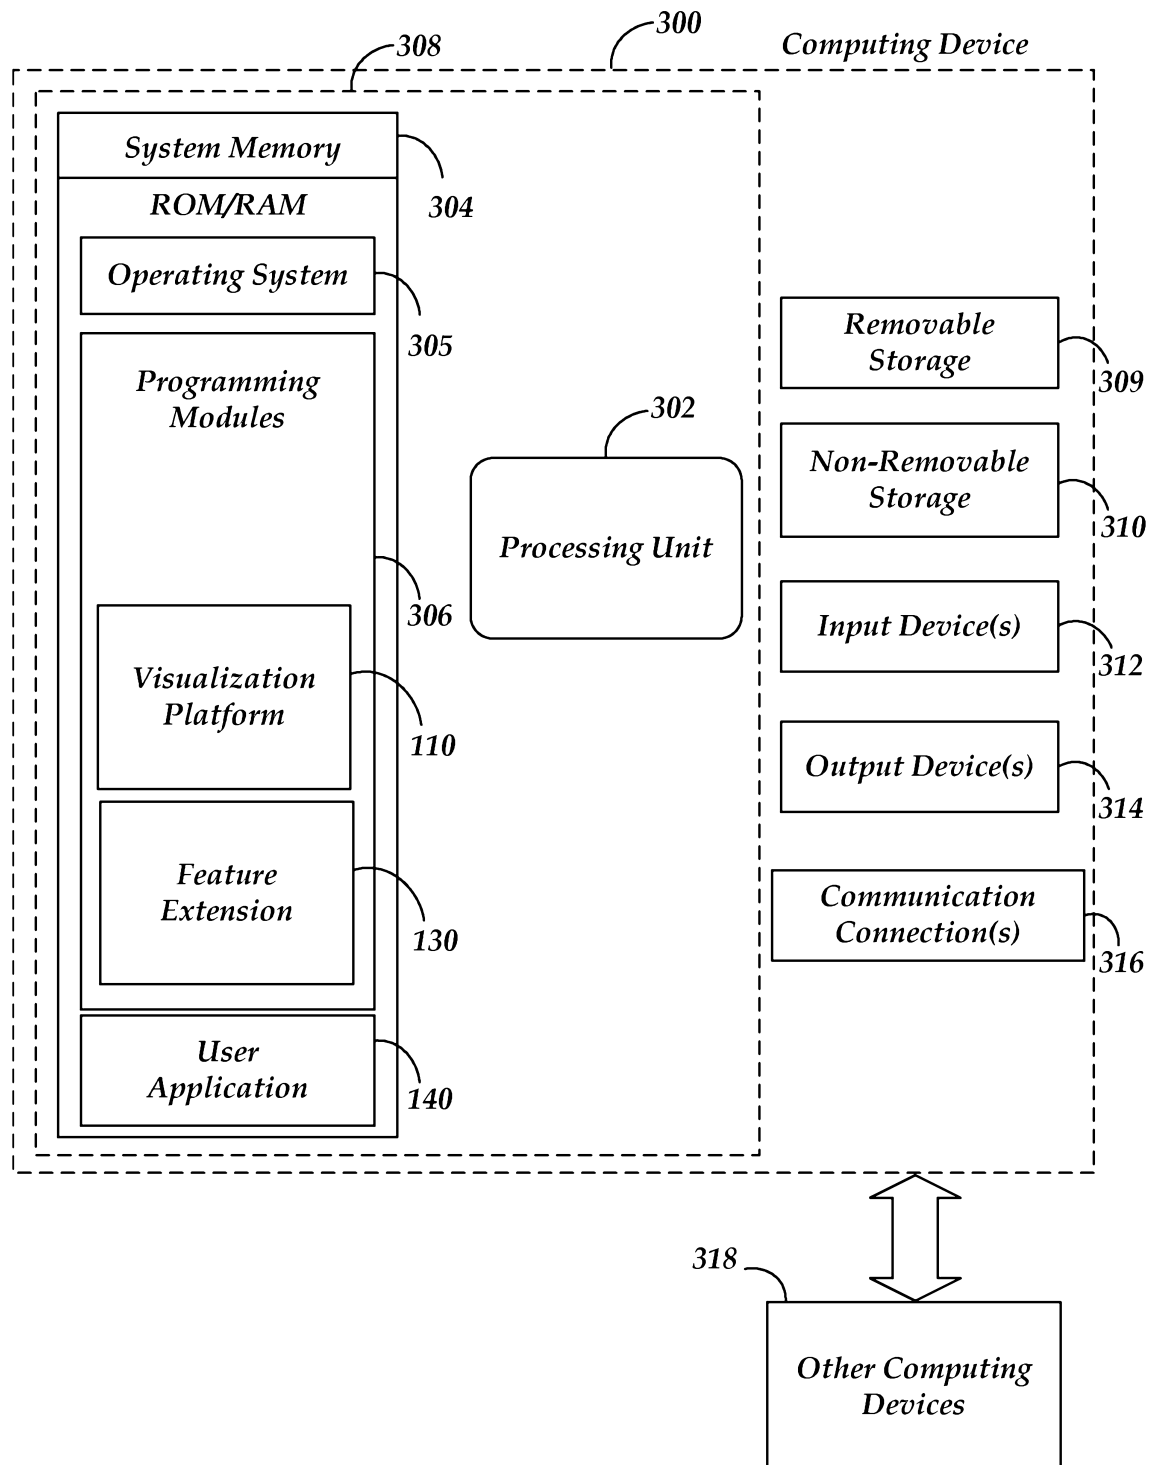 300
Computing Device
308
System Memory
304
ROM/RAM
Operating System
305
Programming
Modules
306
Visualization
Platform
110
Feature
Extension
130
User
Application
140
302
Processing Unit
Removable
Storage
309
Non-Removable
Storage
310
Input Device(s)
312
Output Device(s)
314
Communication
Connection(s)
316
318
Other Computing
Devices